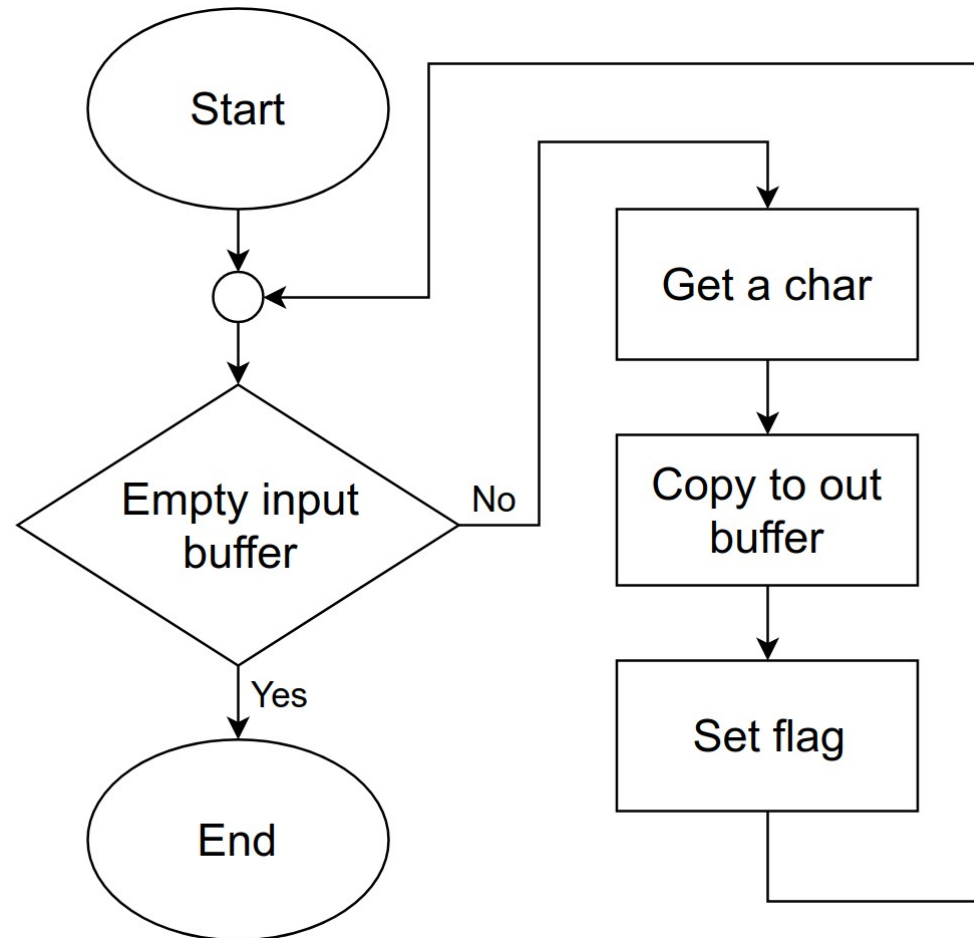 Start
Empty input
buffer
No
Yes
End
Get a char
Copy to out
buffer
Set flag